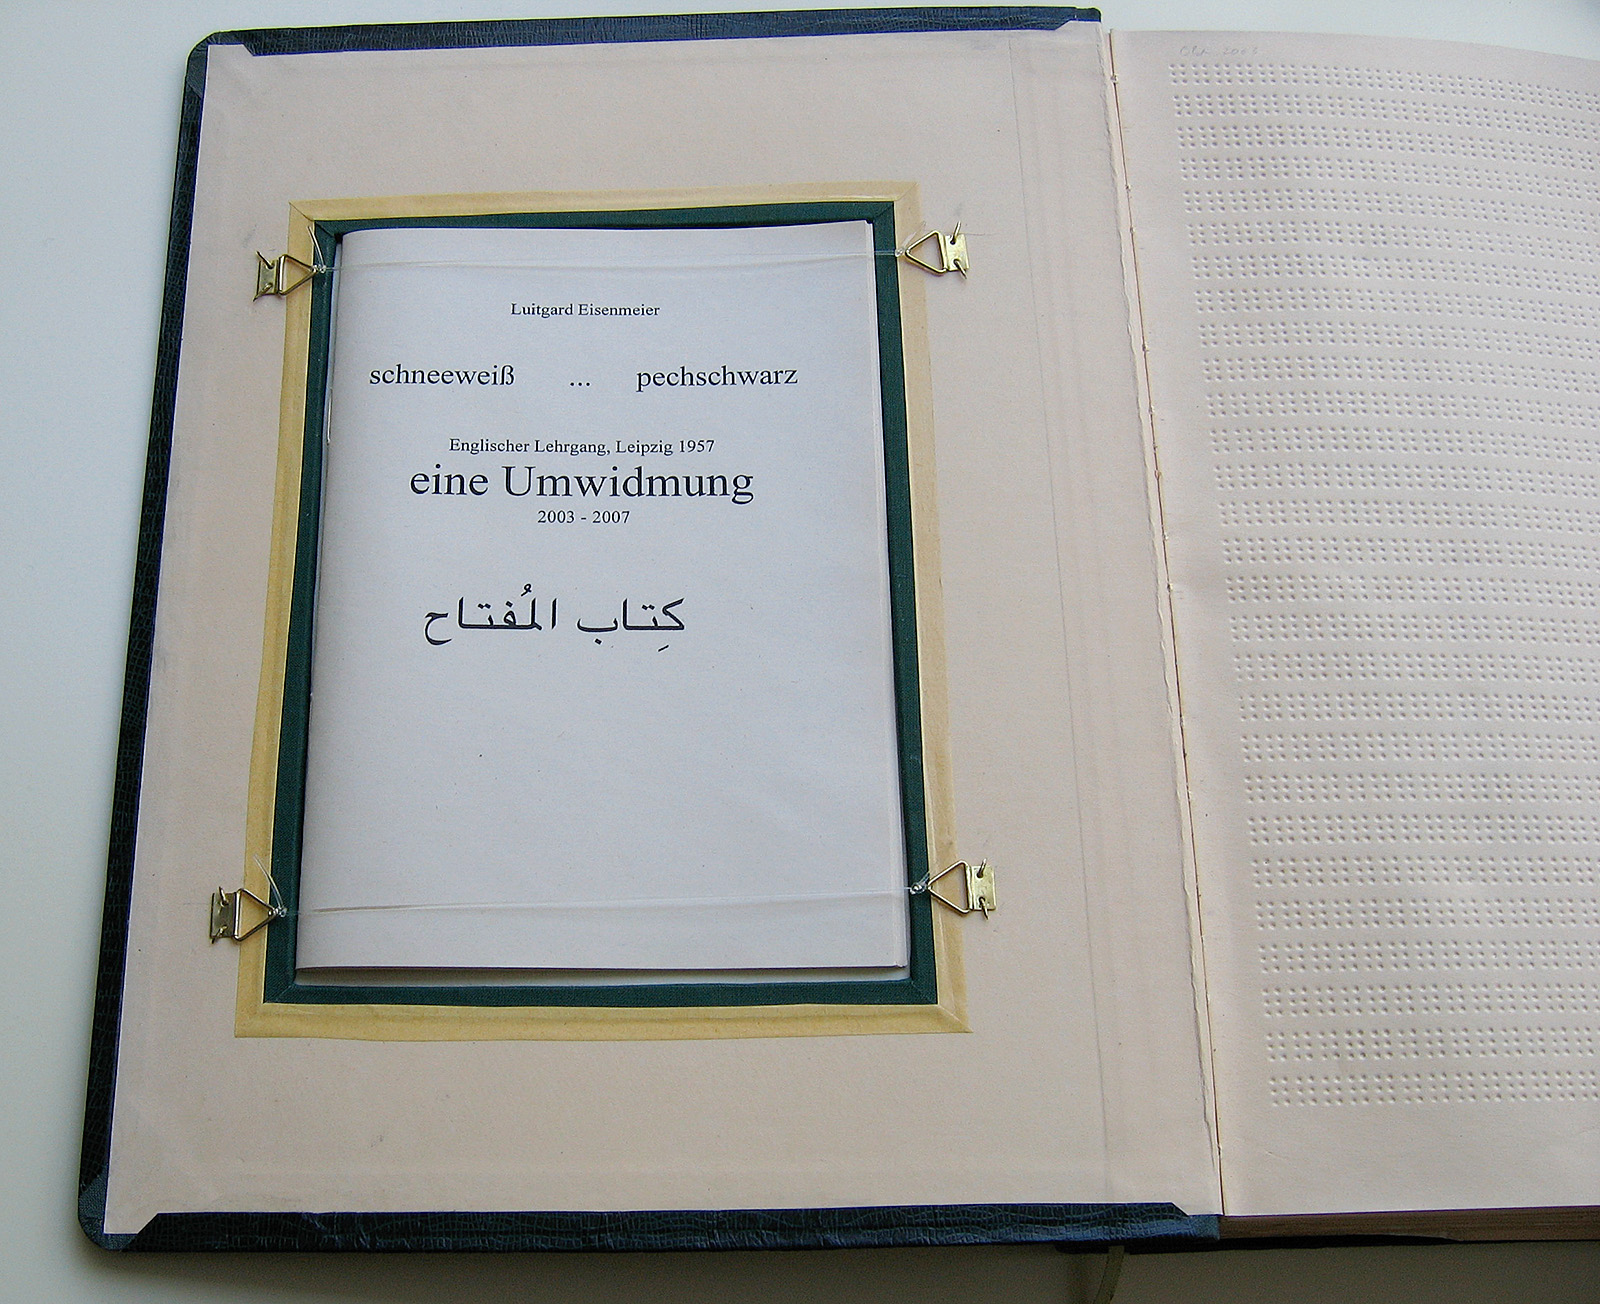 Luitgard Eisenmeier
schneeweiß ... pechschwarz
Englischer Lehrgang, Leipzig 1957
eine Umwidmung
2003 - 2007
كِتاب المُفتاح